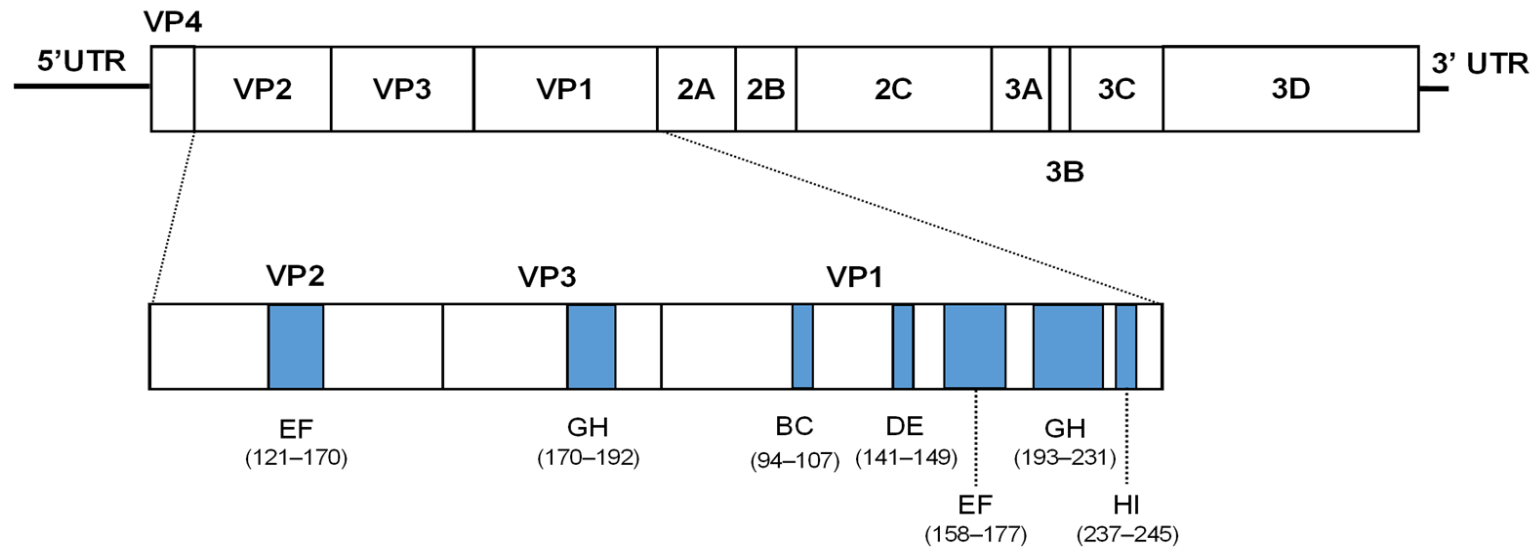 VP4
5’UTR
VP2
VP3
VP1
2A
2B
2C
3A
3C
3D
3’ UTR
3B
VP2
VP3
VP1
EF
(121–170)
GH
(170–192)
BC
(94–107)
DE
(141–149)
GH
(193–231)
EF
(158–177)
HI
(237–245)